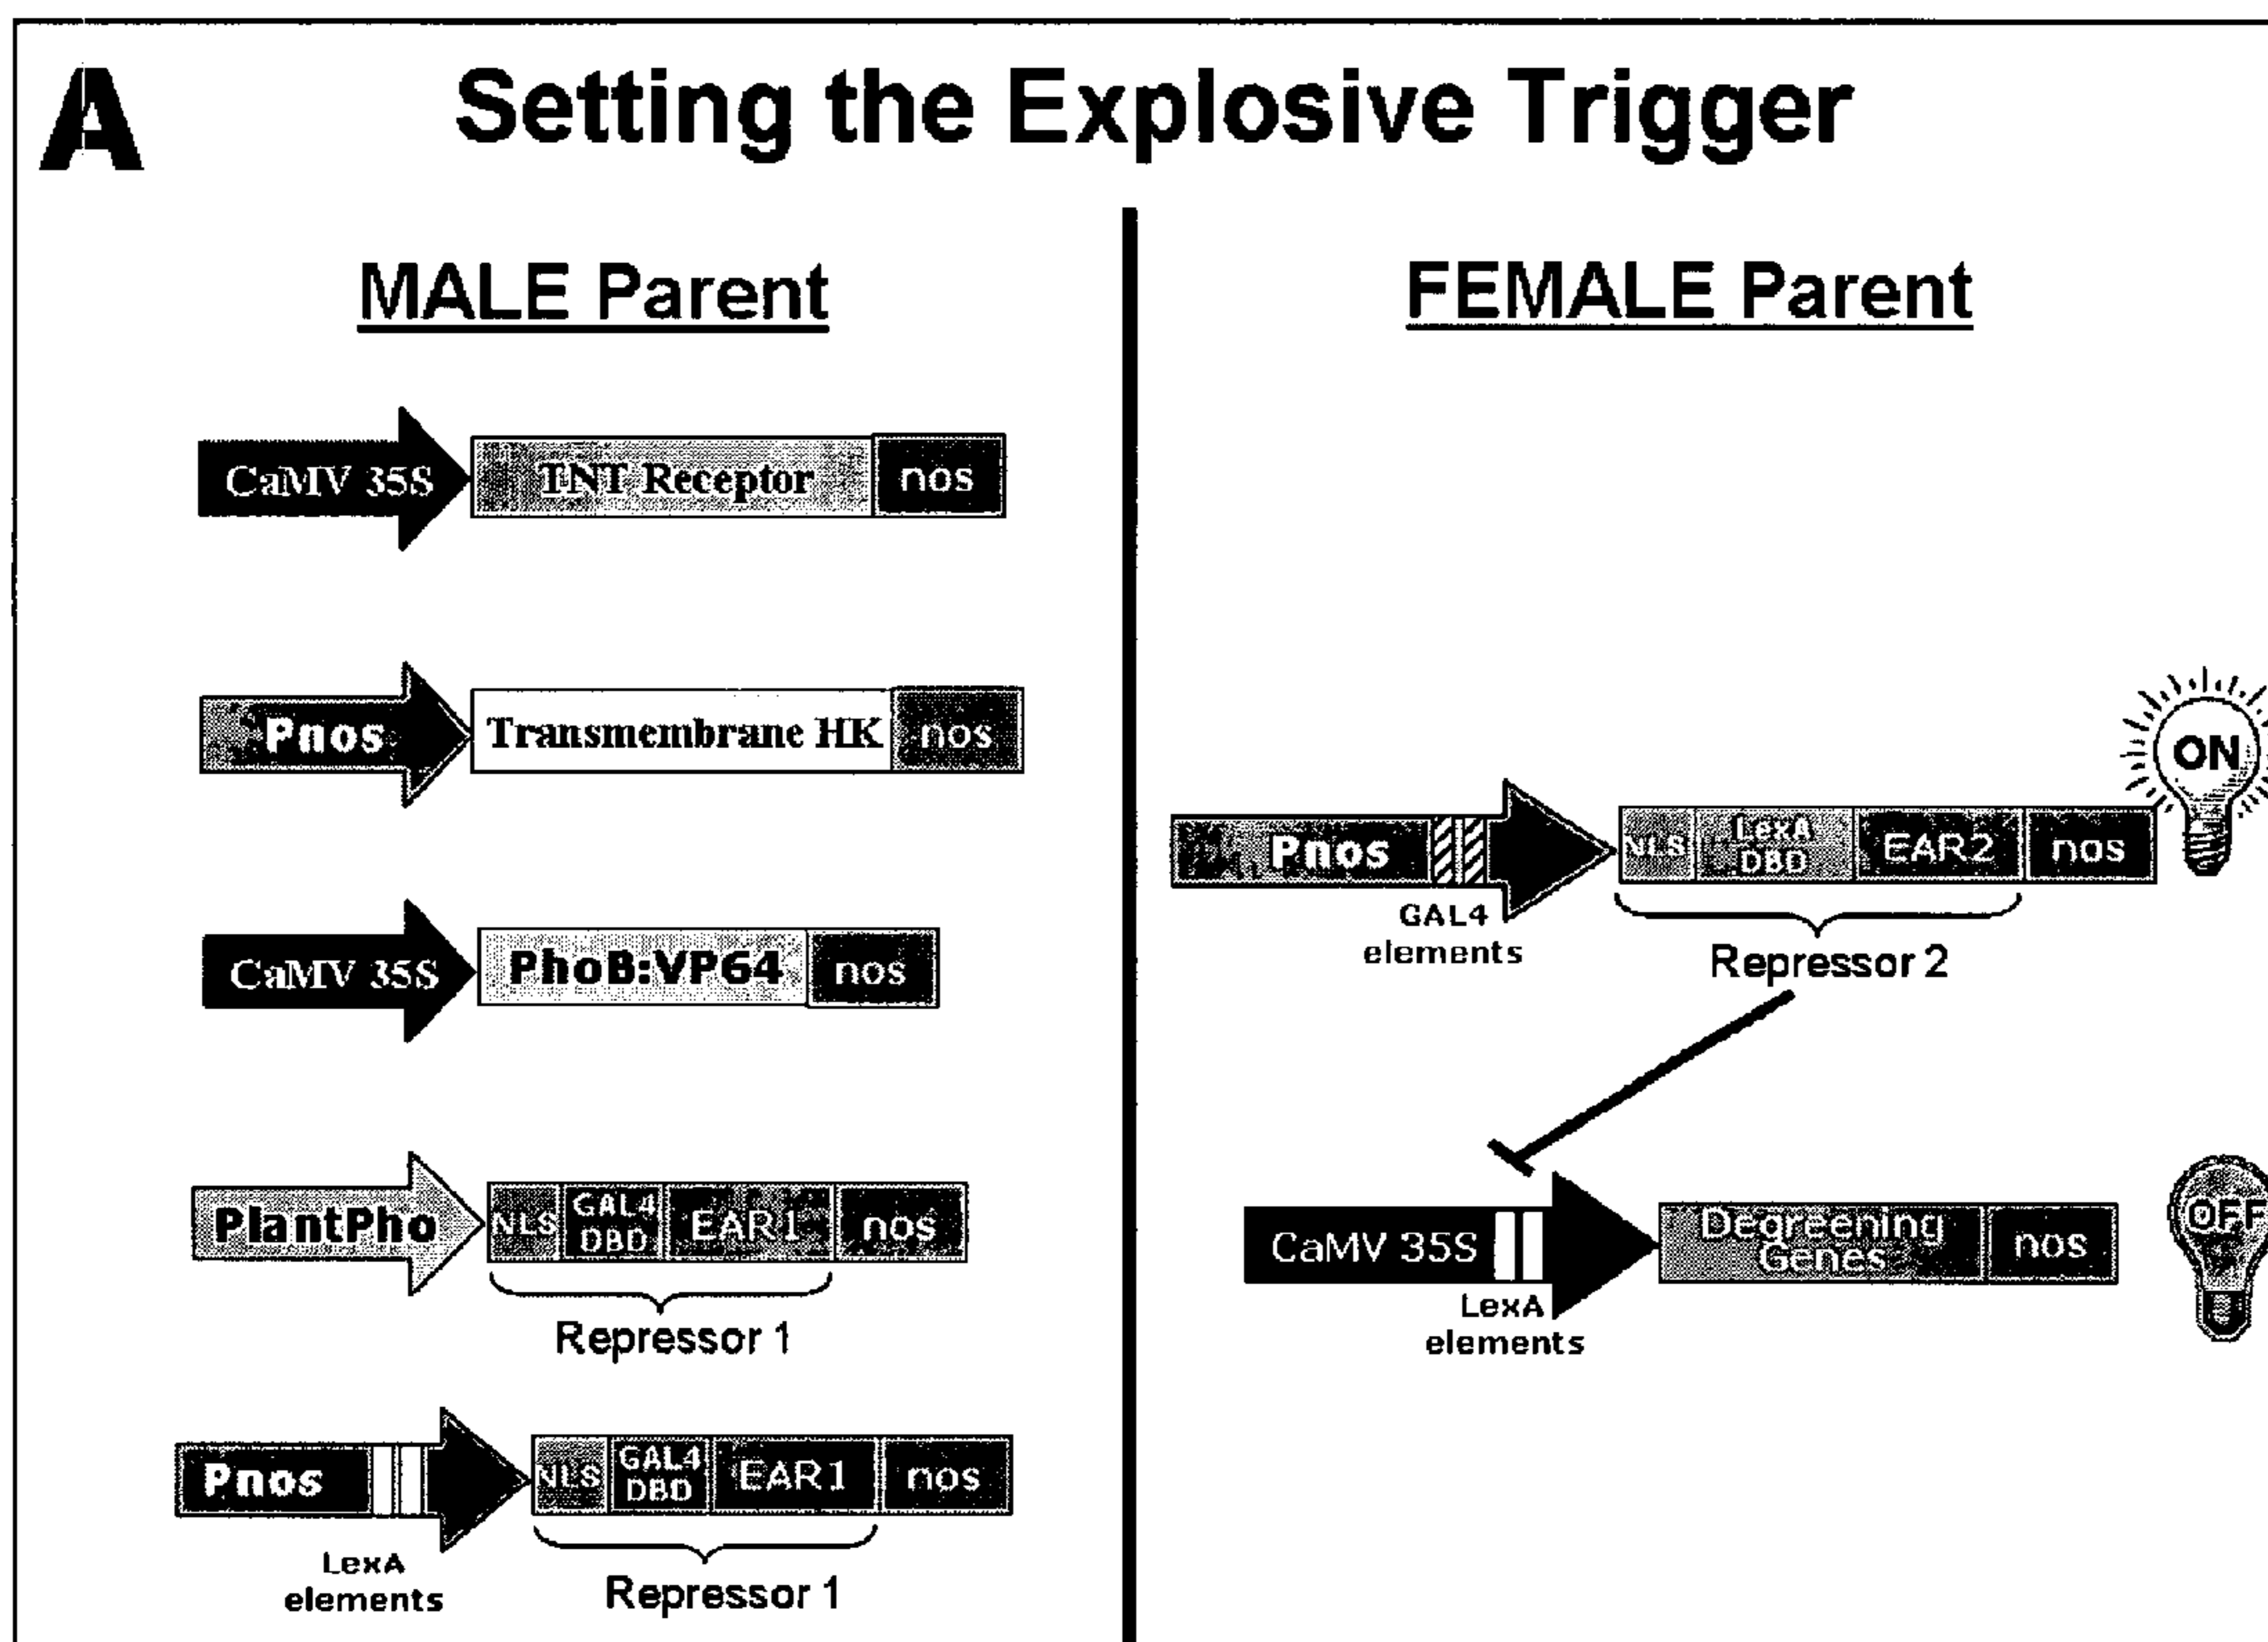 A
Setting the Explosive Trigger
MALE Parent
CaMV 35S TNT Receptor nos
Pnos Transmembrane HK nos
CaMV 35S PhoB:VP64 nos
PlantPho NLS GAL4 DBD EAR1 nos
Repressor 1
Pnos NLS GAL4 DBD EAR1 nos
LexA
elements
Repressor 1
FEMALE Parent
ON
Pnos NLS LexA DBD EAR2 nos
GAL4
elements
Repressor 2
CaMV 35S Degreening Genes nos
OFF
LexA
elements